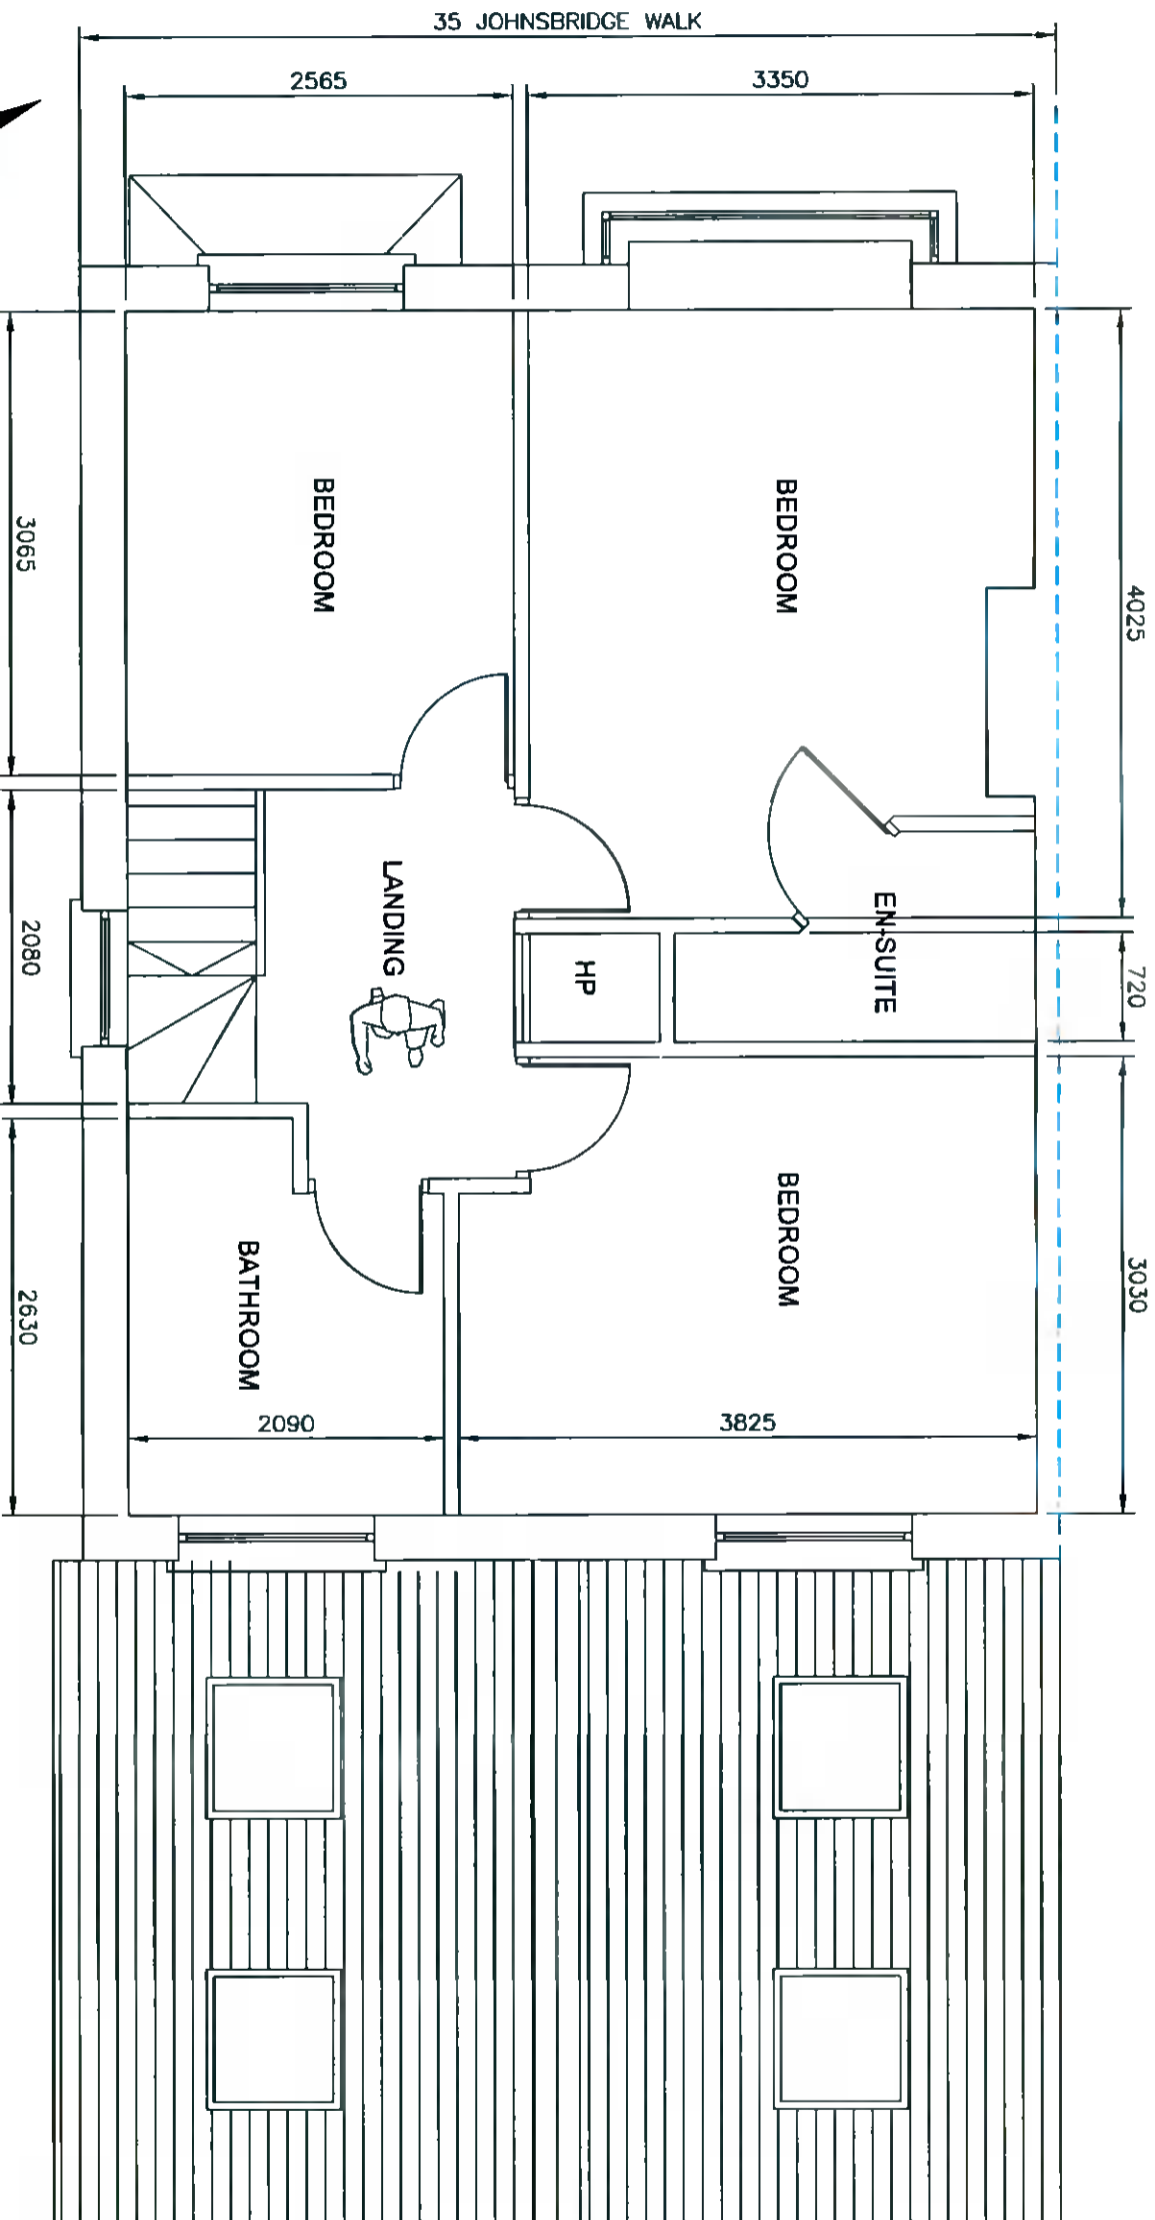 35 JOHNSBRIDGE WALK
2565
3350
BEDROOM
BEDROOM
3065
4025
LANDING
HP
EN-SUITE
2080
720
BEDROOM
BATHROOM
2630
3030
2090
3825